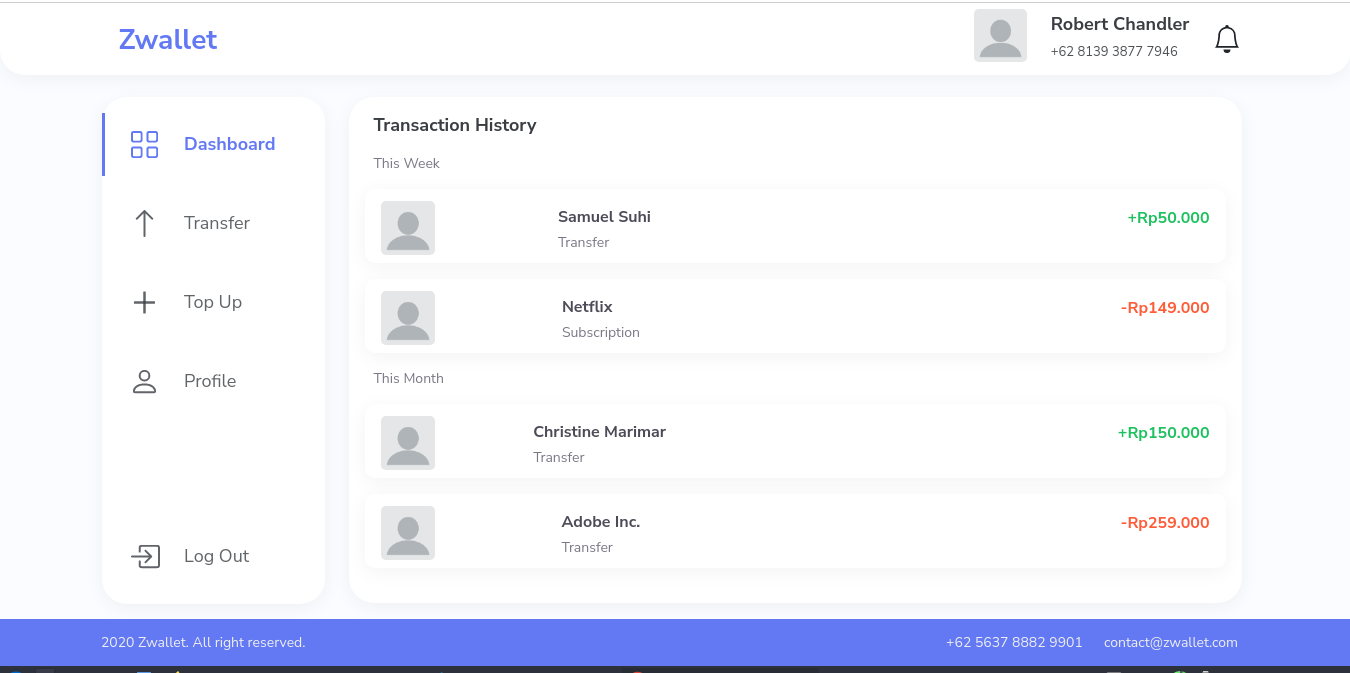 Zwallet
Robert Chandler
+62 8139 3877 7946
Dashboard
Transfer
Top Up
Profile
Log Out
Transaction History
This Week
Samuel Suhi
+Rp50.000
Transfer
Netflix
-Rp149.000
Subscription
This Month
Christine Marimar
+Rp150.000
Transfer
Adobe Inc.
-Rp259.000
Transfer
2020 Zwallet. All right reserved.
+62 5637 8882 9901
contact@zwallet.com